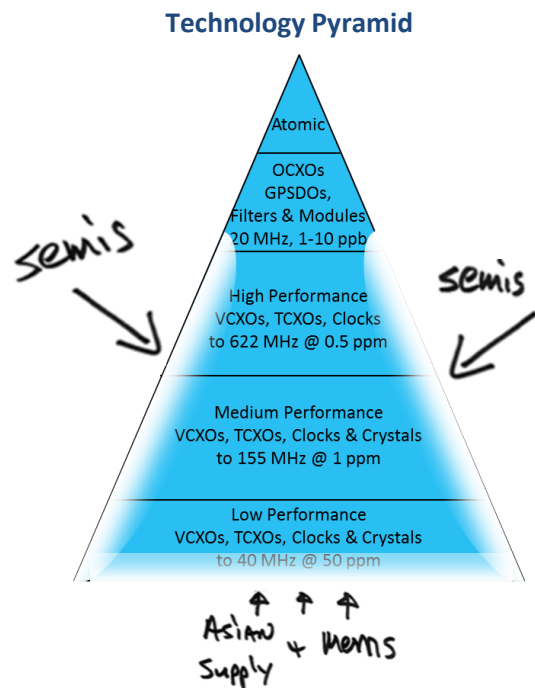 Technology Pyramid
Atomic
OCXOs
GPSDOs,
Filters & Modules
20 MHz, 1-10 ppb
semis
semis
High Performance
VCXOs, TCXOs, Clocks
to 622 MHz @ 0.5 ppm
Medium Performance
VCXOs, TCXOs, Clocks & Crystals
to 155 MHz @ 1 ppm
Low Performance
VCXOs, TCXOs, Clocks & Crystals
to 40 MHz @ 50 ppm
Asian + mems
Supply